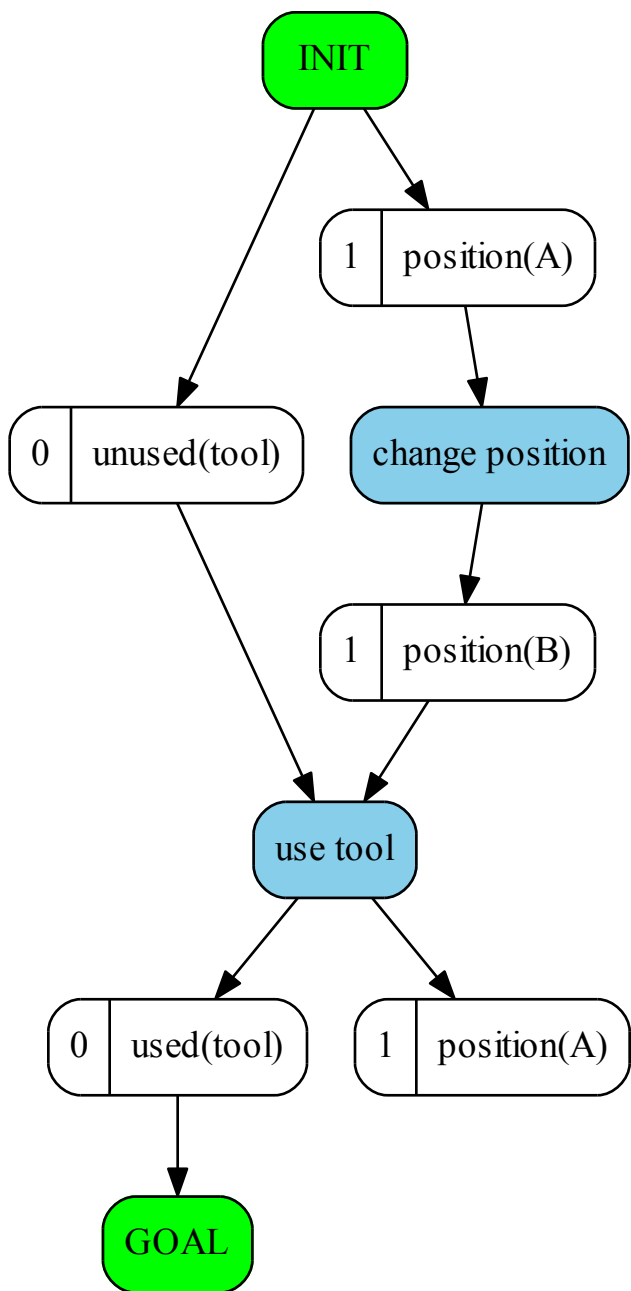 INIT
1 position(A)
0 unused(tool)
change position
1 position(B)
use tool
0 used(tool)
1 position(A)
GOAL